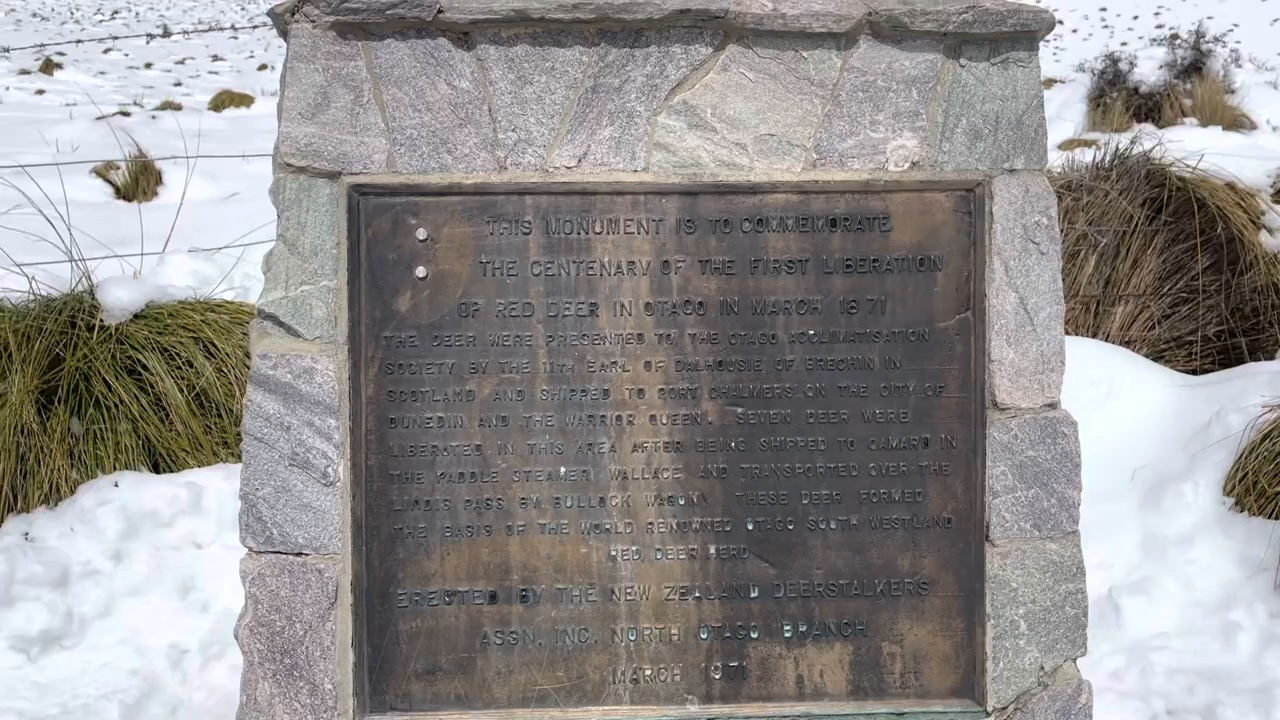 THIS MONUMENT IS TO COMMEMORATE
THE CENTENARY OF THE FIRST LIBERATION
OF RED DEER IN OTAGO IN MARCH 1871
THE DEER WERE PRESENTED TO THE OTAGO ACCLIMATISATION
SOCIETY BY THE 11TH EARL OF DALHOUSIE OF BRECHIN IN
SCOTLAND AND SHIPPED TO PORT CHALMERS ON THE CITY OF
DUNEDIN AND THE WARRIOR QUEEN. SEVEN DEER WERE
LIBERATED IN THIS AREA AFTER BEING SHIPPED TO OAMARU IN
THE PADDLE STEAMER WALLACE AND TRANSPORTED OVER THE
LINDIS PASS BY BULLOCK WAGON. THESE DEER FORMED
THE BASIS OF THE WORLD RENOWNED OTAGO SOUTH WESTLAND
RED DEER HERD
ERECTED BY THE NEW ZEALAND DEERSTALKERS
ASSN. INC. NORTH OTAGO BRANCH
MARCH 1971